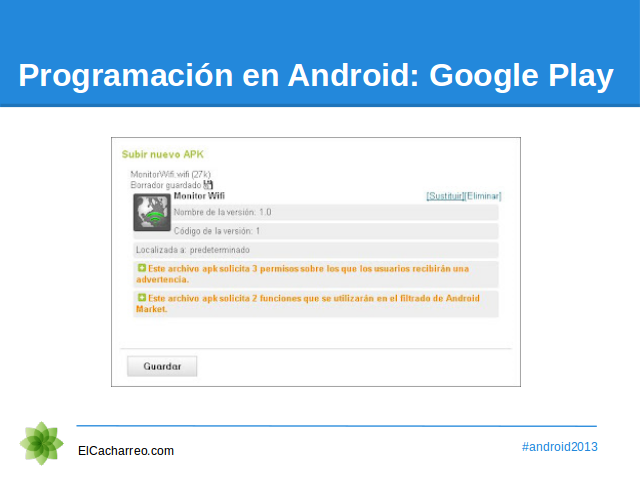 Programación en Android: Google Play
Subir nuevo APK
MonitorWifi.wifi (27k)
Borrador guardado
Monitor Wifi
[Sustituir][Eliminar]
Nombre de la versión: 1.0
Código de la versión: 1
Localizada a: predeterminado
Este archivo apk solicita 3 permisos sobre los que los usuarios recibirán una
advertencia.
Este archivo apk solicita 2 funciones que se utilizarán en el filtrado de Android
Market.
Guardar
ElCacharreo.com
#android2013